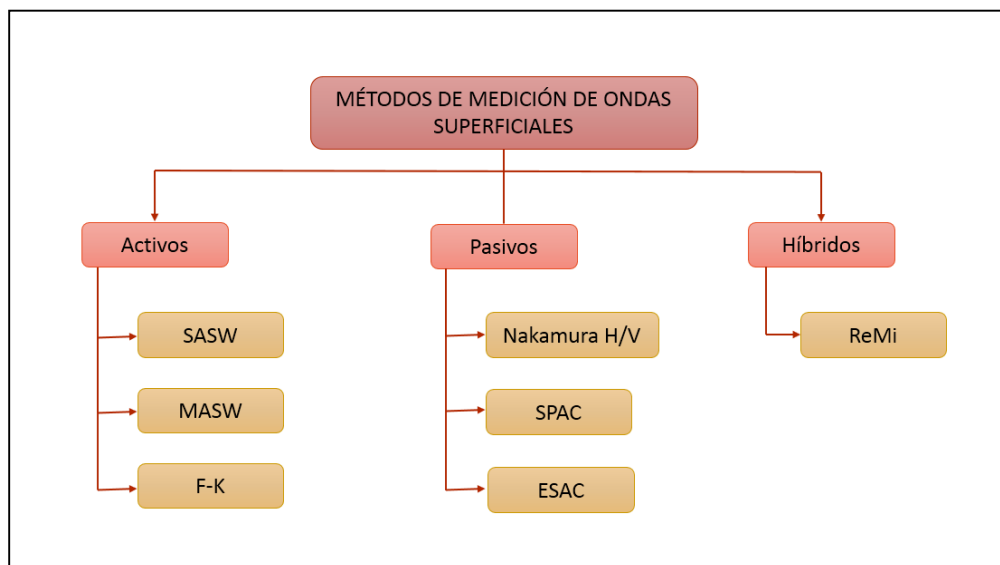 MÉTODOS DE MEDICIÓN DE ONDAS
SUPERFICIALES
Activos
Pasivos
Híbridos
SASW
Nakamura H/V
ReMi
MASW
SPAC
F-K
ESAC